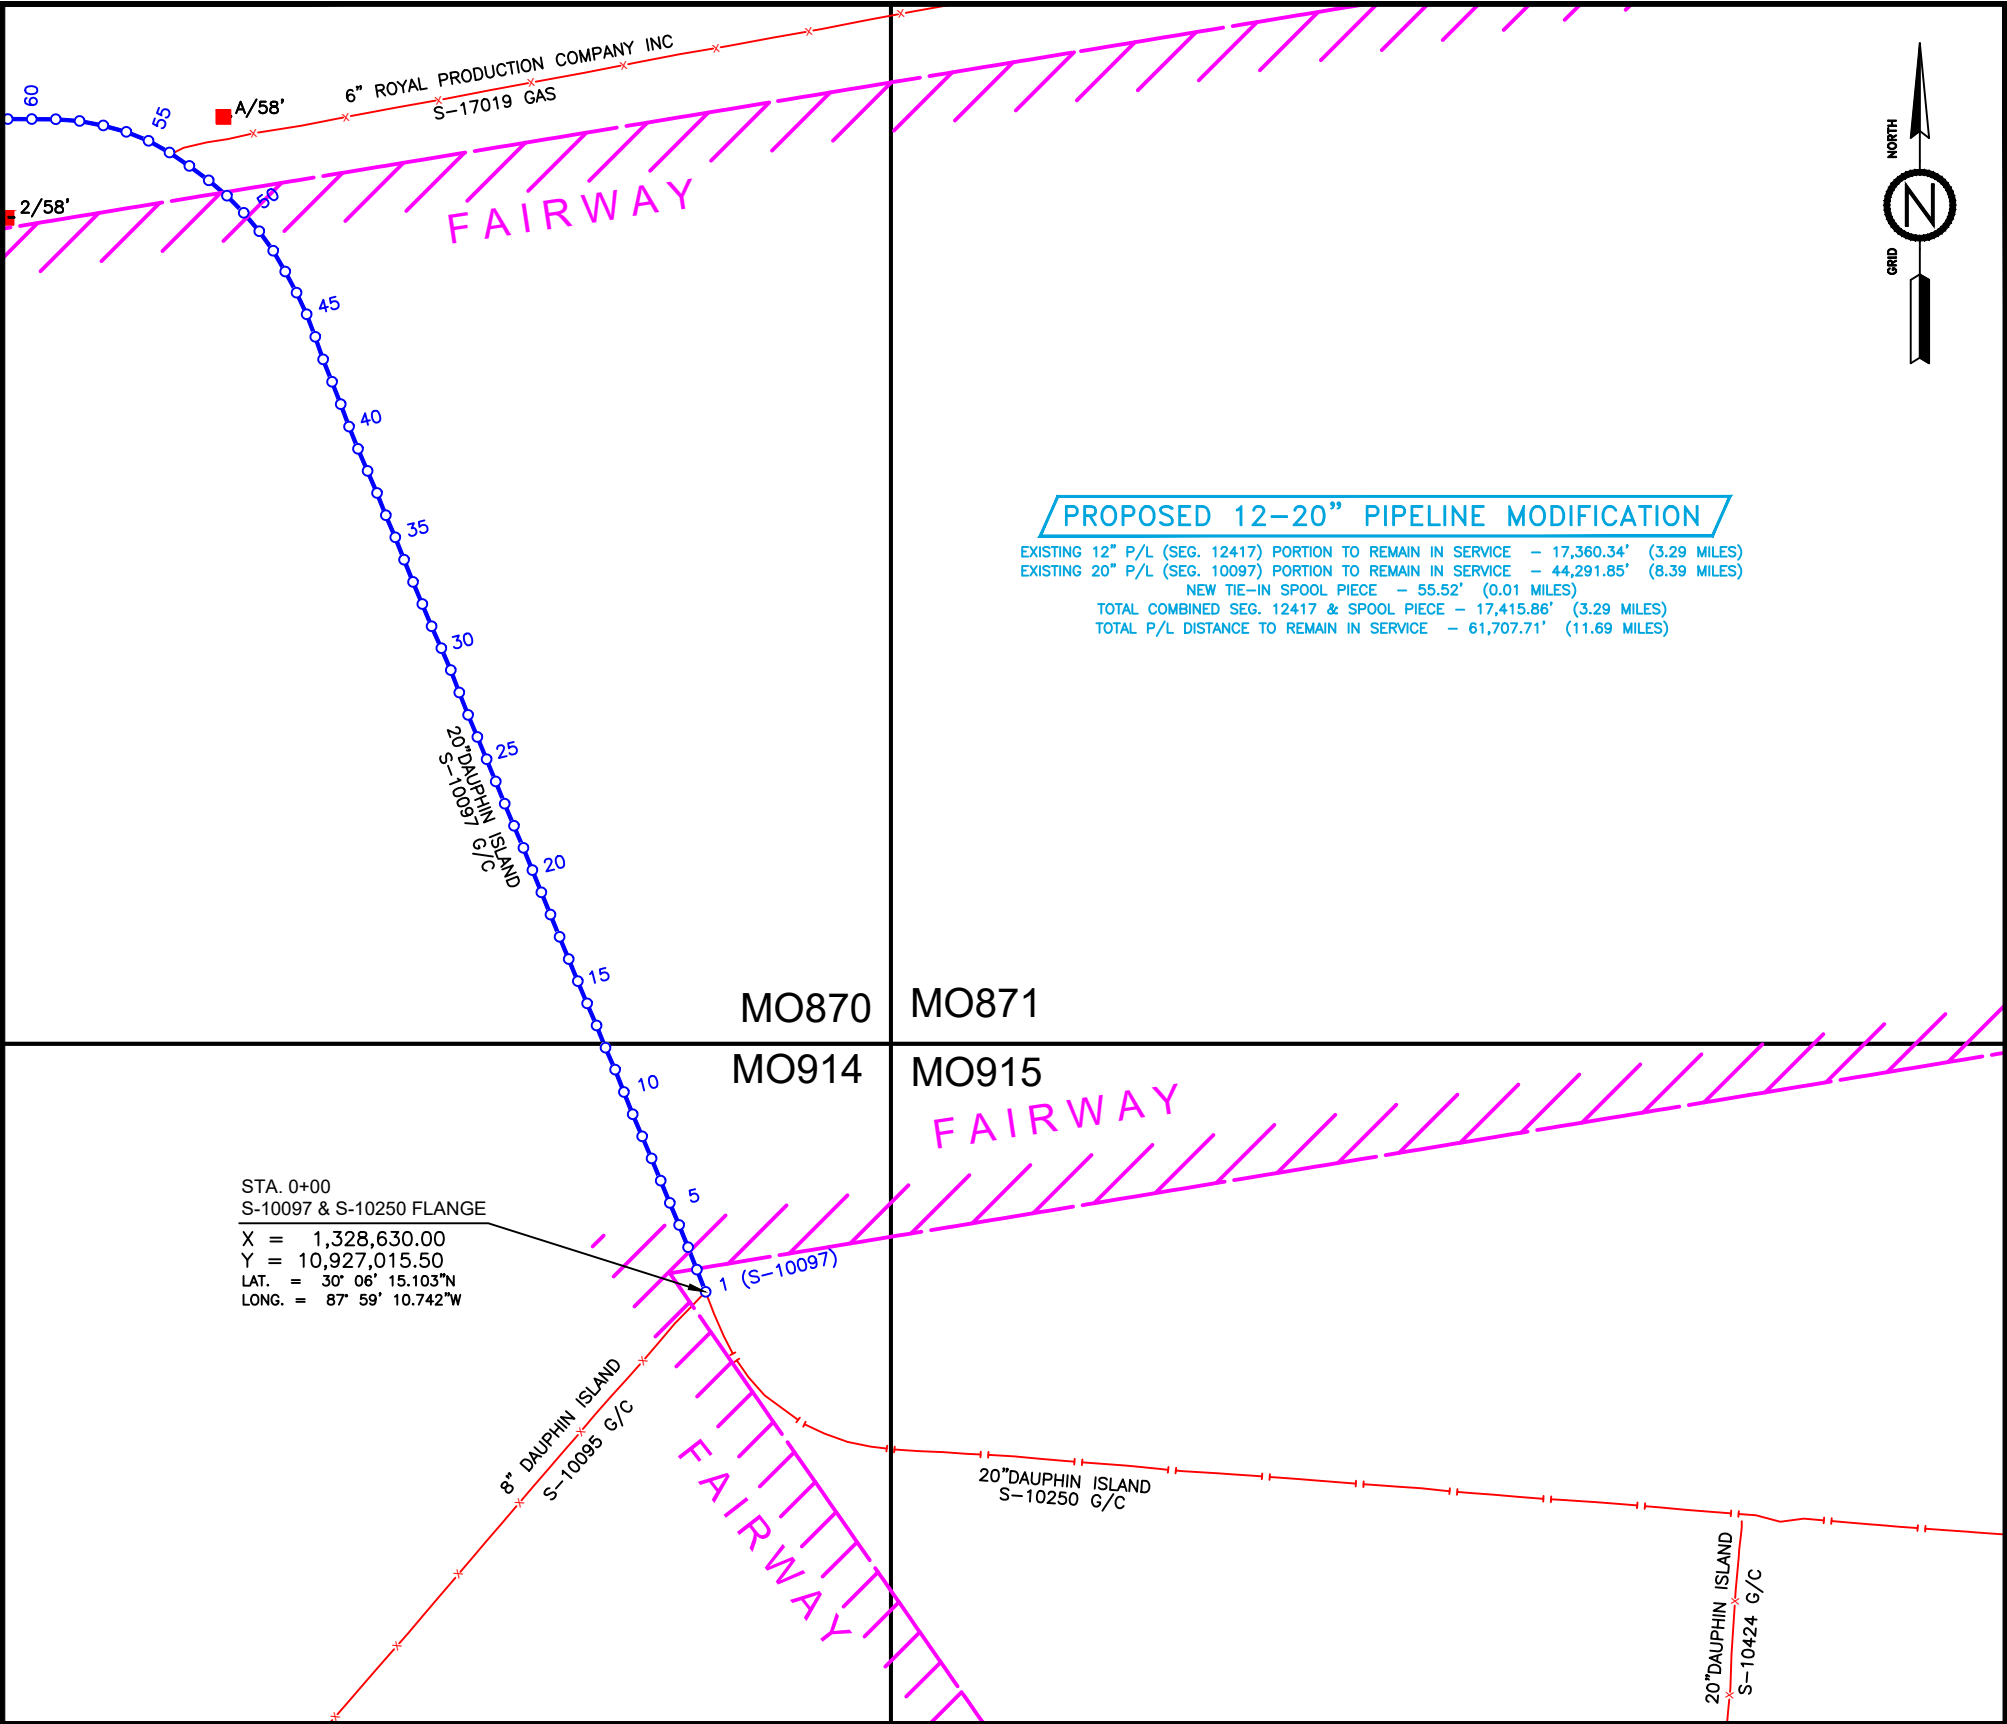 6" ROYAL PRODUCTION COMPANY INC
S-17019 GAS
A/58'
2/58'
60
55
50
45
40
35
30
25
20
15
10
5
1 (S-10097)
FAIRWAY
NORTH
N
GRID
PROPOSED 12-20" PIPELINE MODIFICATION
EXISTING 12" P/L (SEG. 12417) PORTION TO REMAIN IN SERVICE - 17,360.34' (3.29 MILES)
EXISTING 20" P/L (SEG. 10097) PORTION TO REMAIN IN SERVICE - 44,291.85' (8.39 MILES)
NEW TIE-IN SPOOL PIECE - 55.52' (0.01 MILES)
TOTAL COMBINED SEG. 12417 & SPOOL PIECE - 17,415.86' (3.29 MILES)
TOTAL P/L DISTANCE TO REMAIN IN SERVICE - 61,707.71' (11.69 MILES)
20"DAUPHIN ISLAND
S-10097 G/C
MO870
MO871
MO914
MO915
FAIRWAY
STA. 0+00
S-10097 & S-10250 FLANGE
X = 1,328,630.00
Y = 10,927,015.50
LAT. = 30° 06' 15.103"N
LONG. = 87° 59' 10.742"W
8" DAUPHIN ISLAND
S-10095 G/C
FAIRWAY
20"DAUPHIN ISLAND
S-10250 G/C
20"DAUPHIN ISLAND
S-10424 G/C